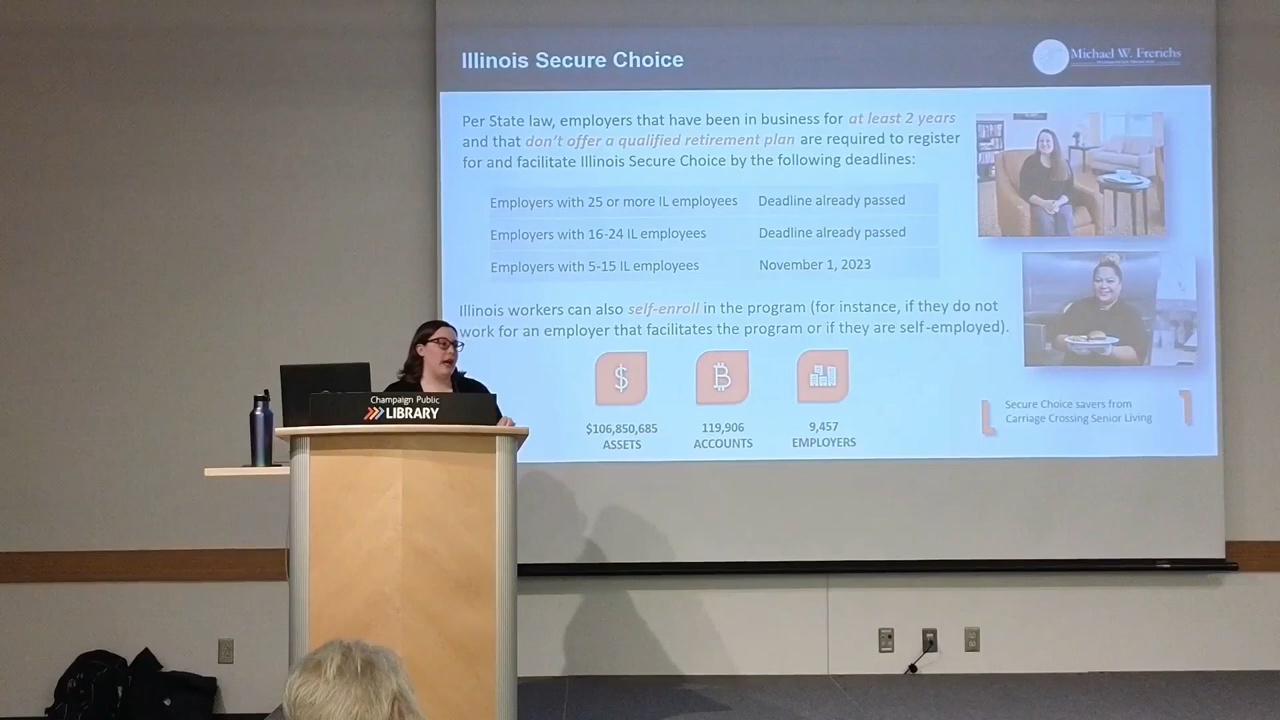 Illinois Secure Choice
Michael W. Frerichs
Per State law, employers that have been in business for at least 2 years
and that don't offer a qualified retirement plan are required to register
for and facilitate Illinois Secure Choice by the following deadlines:
Employers with 25 or more IL employees Deadline already passed
Employers with 16-24 IL employees Deadline already passed
Employers with 5-15 IL employees November 1, 2023
Illinois workers can also self-enroll in the program (for instance, if they do not
work for an employer that facilitates the program or if they are self-employed).
$106,850,685
ASSETS
119,906
ACCOUNTS
9,457
EMPLOYERS
Secure Choice savers from
Carriage Crossing Senior Living
Champaign Public
LIBRARY